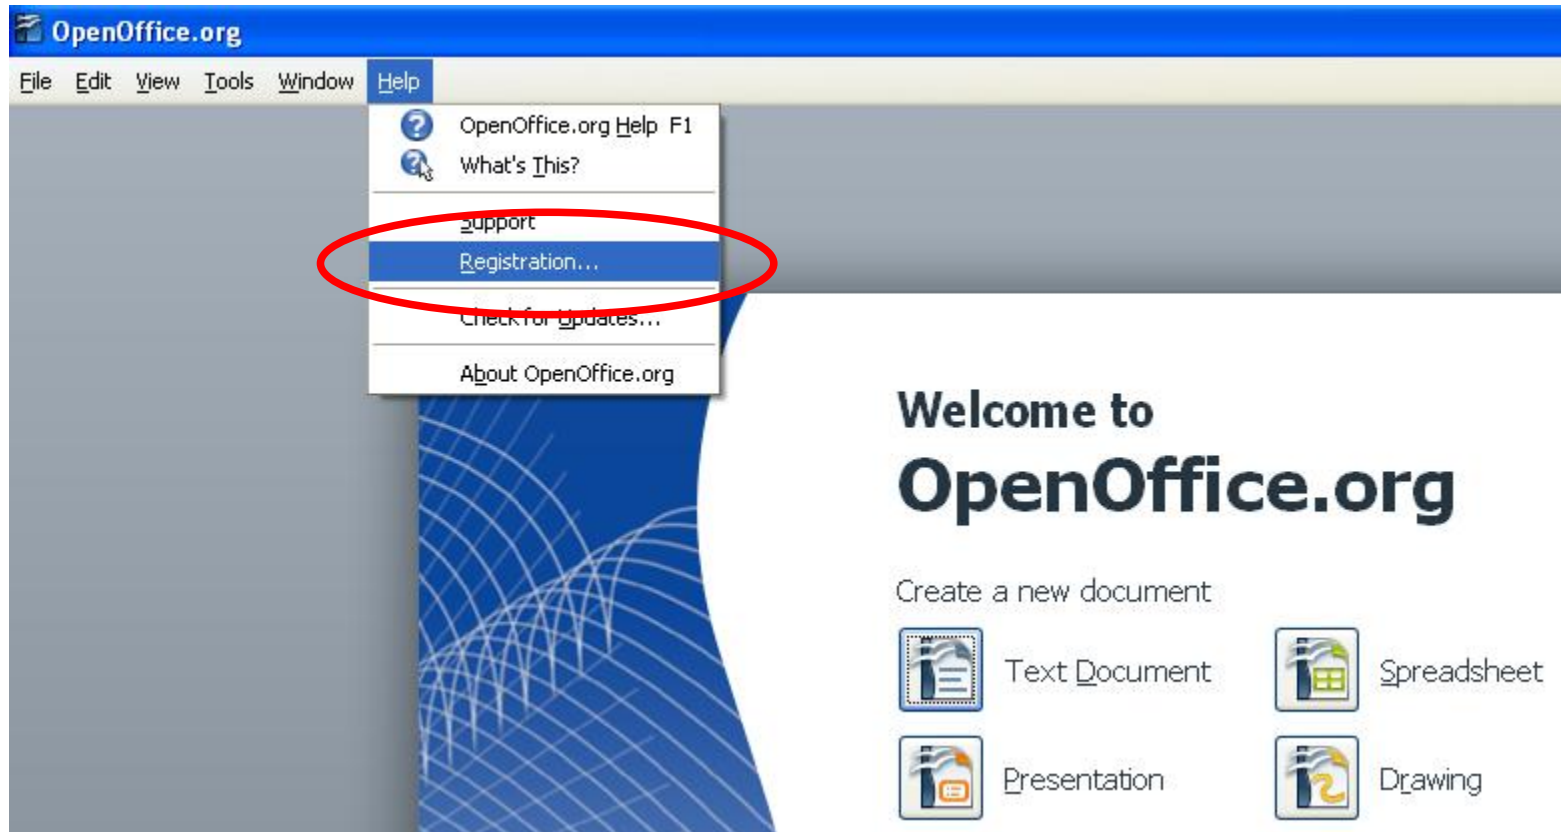 OpenOffice.org
File Edit View Tools Window Help
OpenOffice.org Help F1
What's This?
Support
Registration...
Check for Updates...
About OpenOffice.org
Welcome to
OpenOffice.org
Create a new document
Text Document Spreadsheet
Presentation Drawing